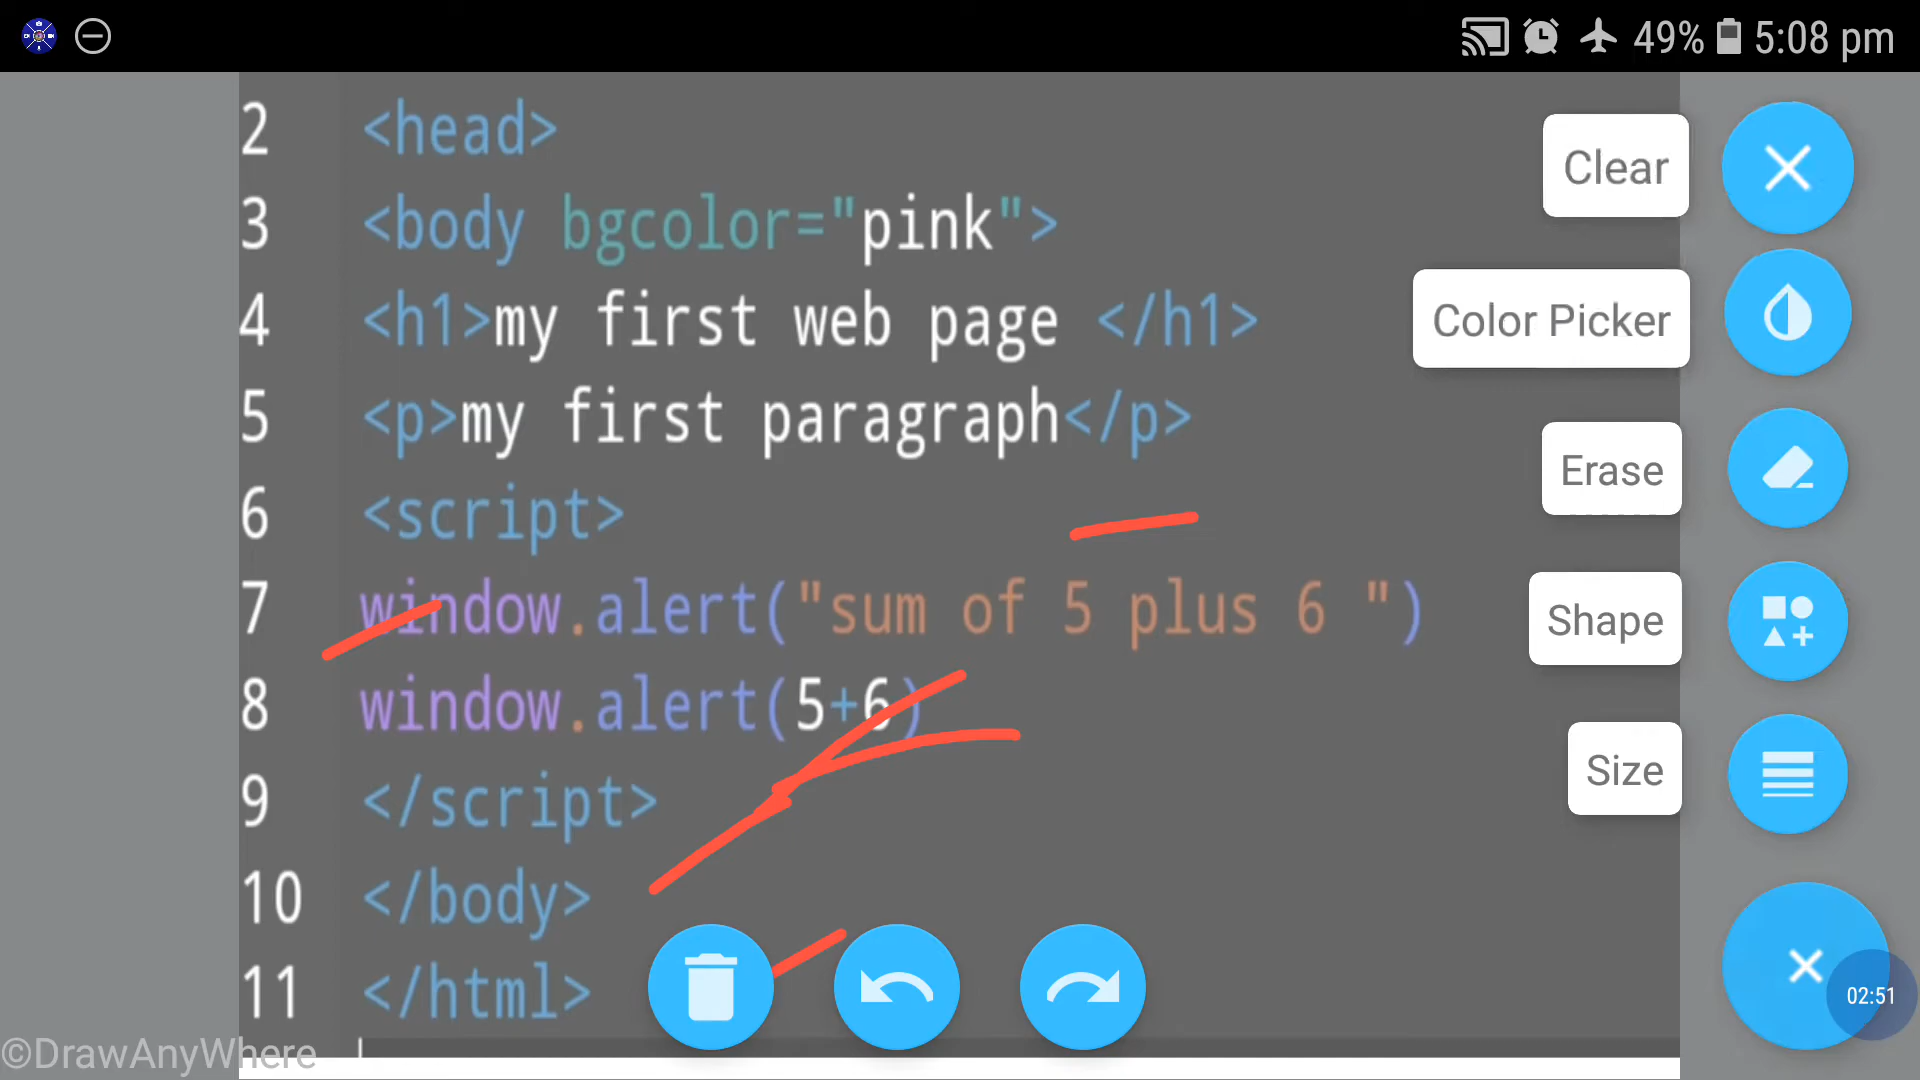 49% 5:08 pm
2 <head>
3 <body bgcolor="pink">
4 <h1>my first web page </h1>
5 <p>my first paragraph</p>
6 <script>
7 window.alert("sum of 5 plus 6 ")
8 window.alert(5+6)
9 </script>
10 </body>
11 </html>
Clear
Color Picker
Erase
Shape
Size
02:51
©DrawAnyWhere